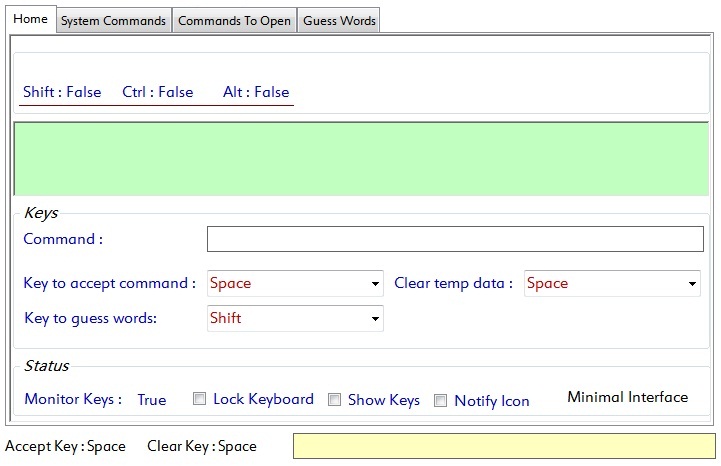 Home System Commands Commands To Open Guess Words
Shift : False Ctrl : False Alt : False
Keys
Command :
Key to accept command : Space Clear temp data : Space
Key to guess words: Shift
Status
Monitor Keys : True Lock Keyboard Show Keys Notify Icon Minimal Interface
Accept Key : Space Clear Key : Space